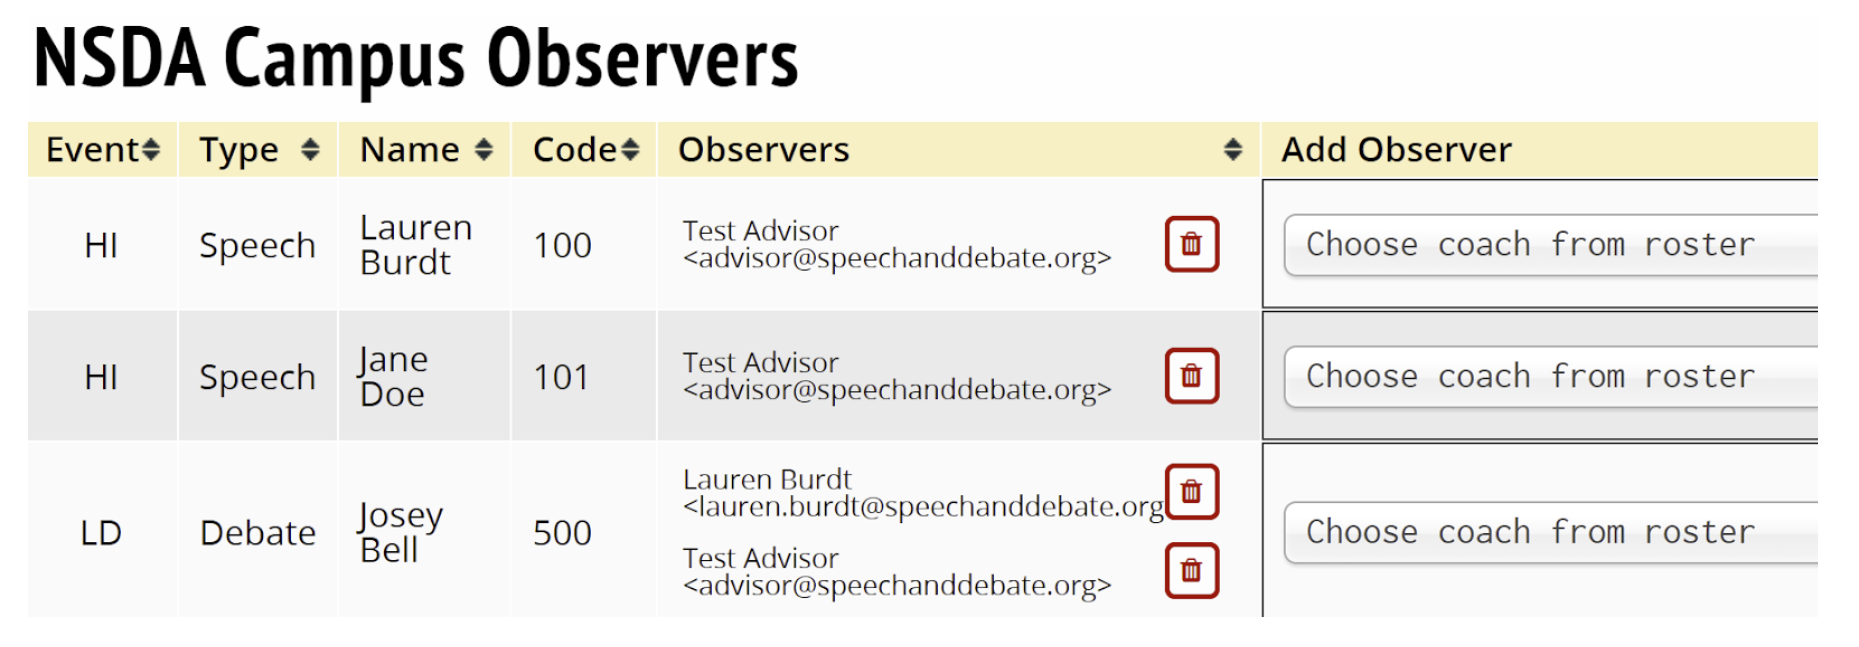 NSDA Campus Observers
Event Type Name Code Observers Add Observer
HI Speech Lauren Burdt 100 Test Advisor <advisor@speechanddebate.org> Choose coach from roster
HI Speech Jane Doe 101 Test Advisor <advisor@speechanddebate.org> Choose coach from roster
LD Debate Josey Bell 500 Lauren Burdt <lauren.burdt@speechanddebate.org Test Advisor <advisor@speechanddebate.org> Choose coach from roster